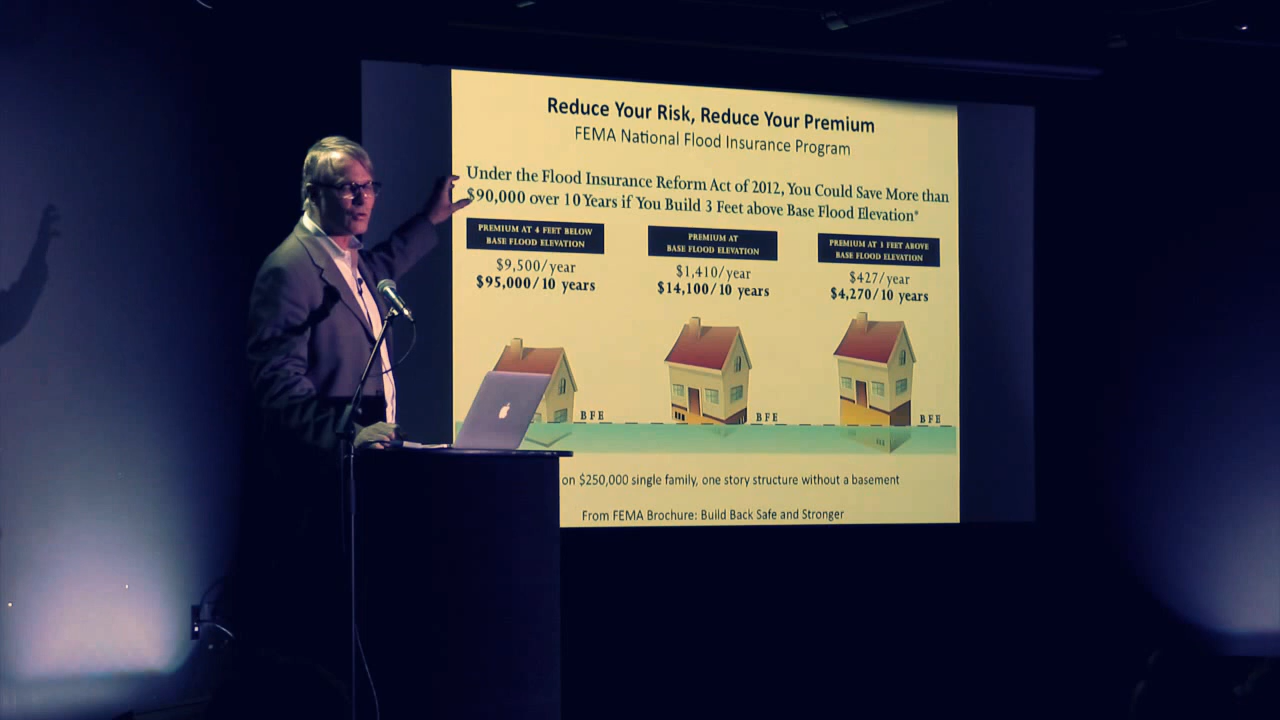 Reduce Your Risk, Reduce Your Premium
FEMA National Flood Insurance Program
Under the Flood Insurance Reform Act of 2012, You Could Save More than
$90,000 over 10 Years if You Build 3 Feet above Base Flood Elevation*
PREMIUM AT 4 FEET BELOW
BASE FLOOD ELEVATION
$9,500/year
$95,000/10 years
PREMIUM AT
BASE FLOOD ELEVATION
$1,410/year
$14,100/10 years
PREMIUM AT 3 FEET ABOVE
BASE FLOOD ELEVATION
$427/year
$4,270/10 years
BFE
BFE
BFE
on $250,000 single family, one story structure without a basement
From FEMA Brochure: Build Back Safe and Stronger